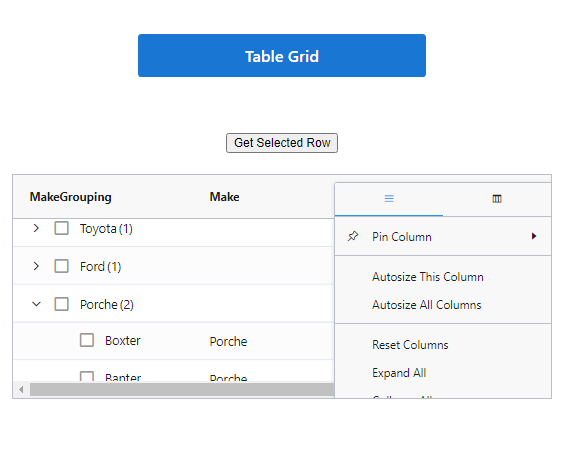 Table Grid
Get Selected Row
MakeGrouping Make
Toyota (1)
Pin Column
Ford (1)
Autosize This Column
Porche (2)
Autosize All Columns
Boxter Porche
Reset Columns
Expand All
Banter Porche